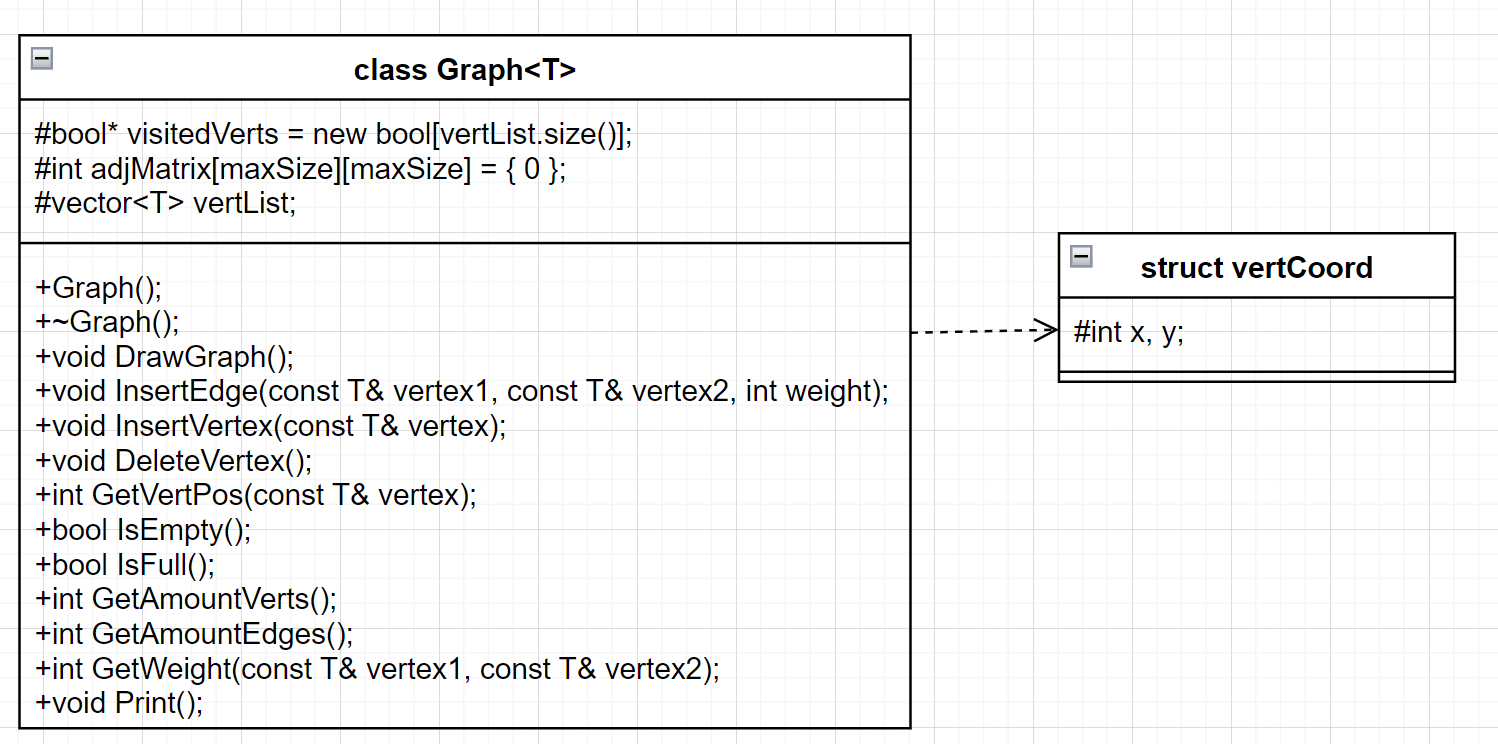 class Graph<T>
#bool* visitedVerts = new bool[vertList.size()];
#int adjMatrix[maxSize][maxSize] = { 0 };
#vector<T> vertList;
+Graph();
+~Graph();
+void DrawGraph();
+void InsertEdge(const T& vertex1, const T& vertex2, int weight);
+void InsertVertex(const T& vertex);
+void DeleteVertex();
+int GetVertPos(const T& vertex);
+bool IsEmpty();
+bool IsFull();
+int GetAmountVerts();
+int GetAmountEdges();
+int GetWeight(const T& vertex1, const T& vertex2);
+void Print();
struct vertCoord
#int x, y;